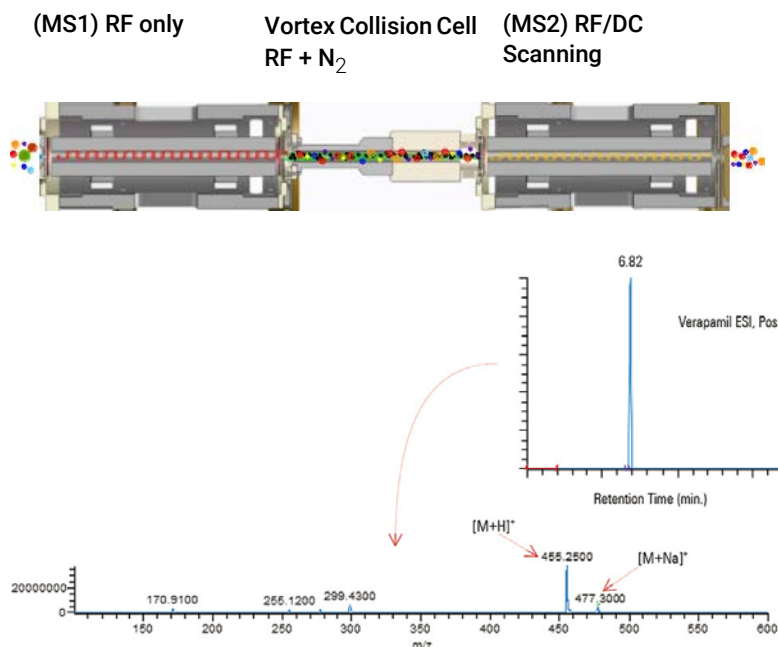 (MS1) RF only
Vortex Collision Cell
RF + N₂
(MS2) RF/DC
Scanning
6.82
Verapamil ESI, Pos
Retention Time (min.)
[M+H]⁺
455.2500
[M+Na]⁺
477.3000
20000000
0
170.9100
255.1200
299.4300
150
200
250
300
350
400
450
500
550
600
m/z